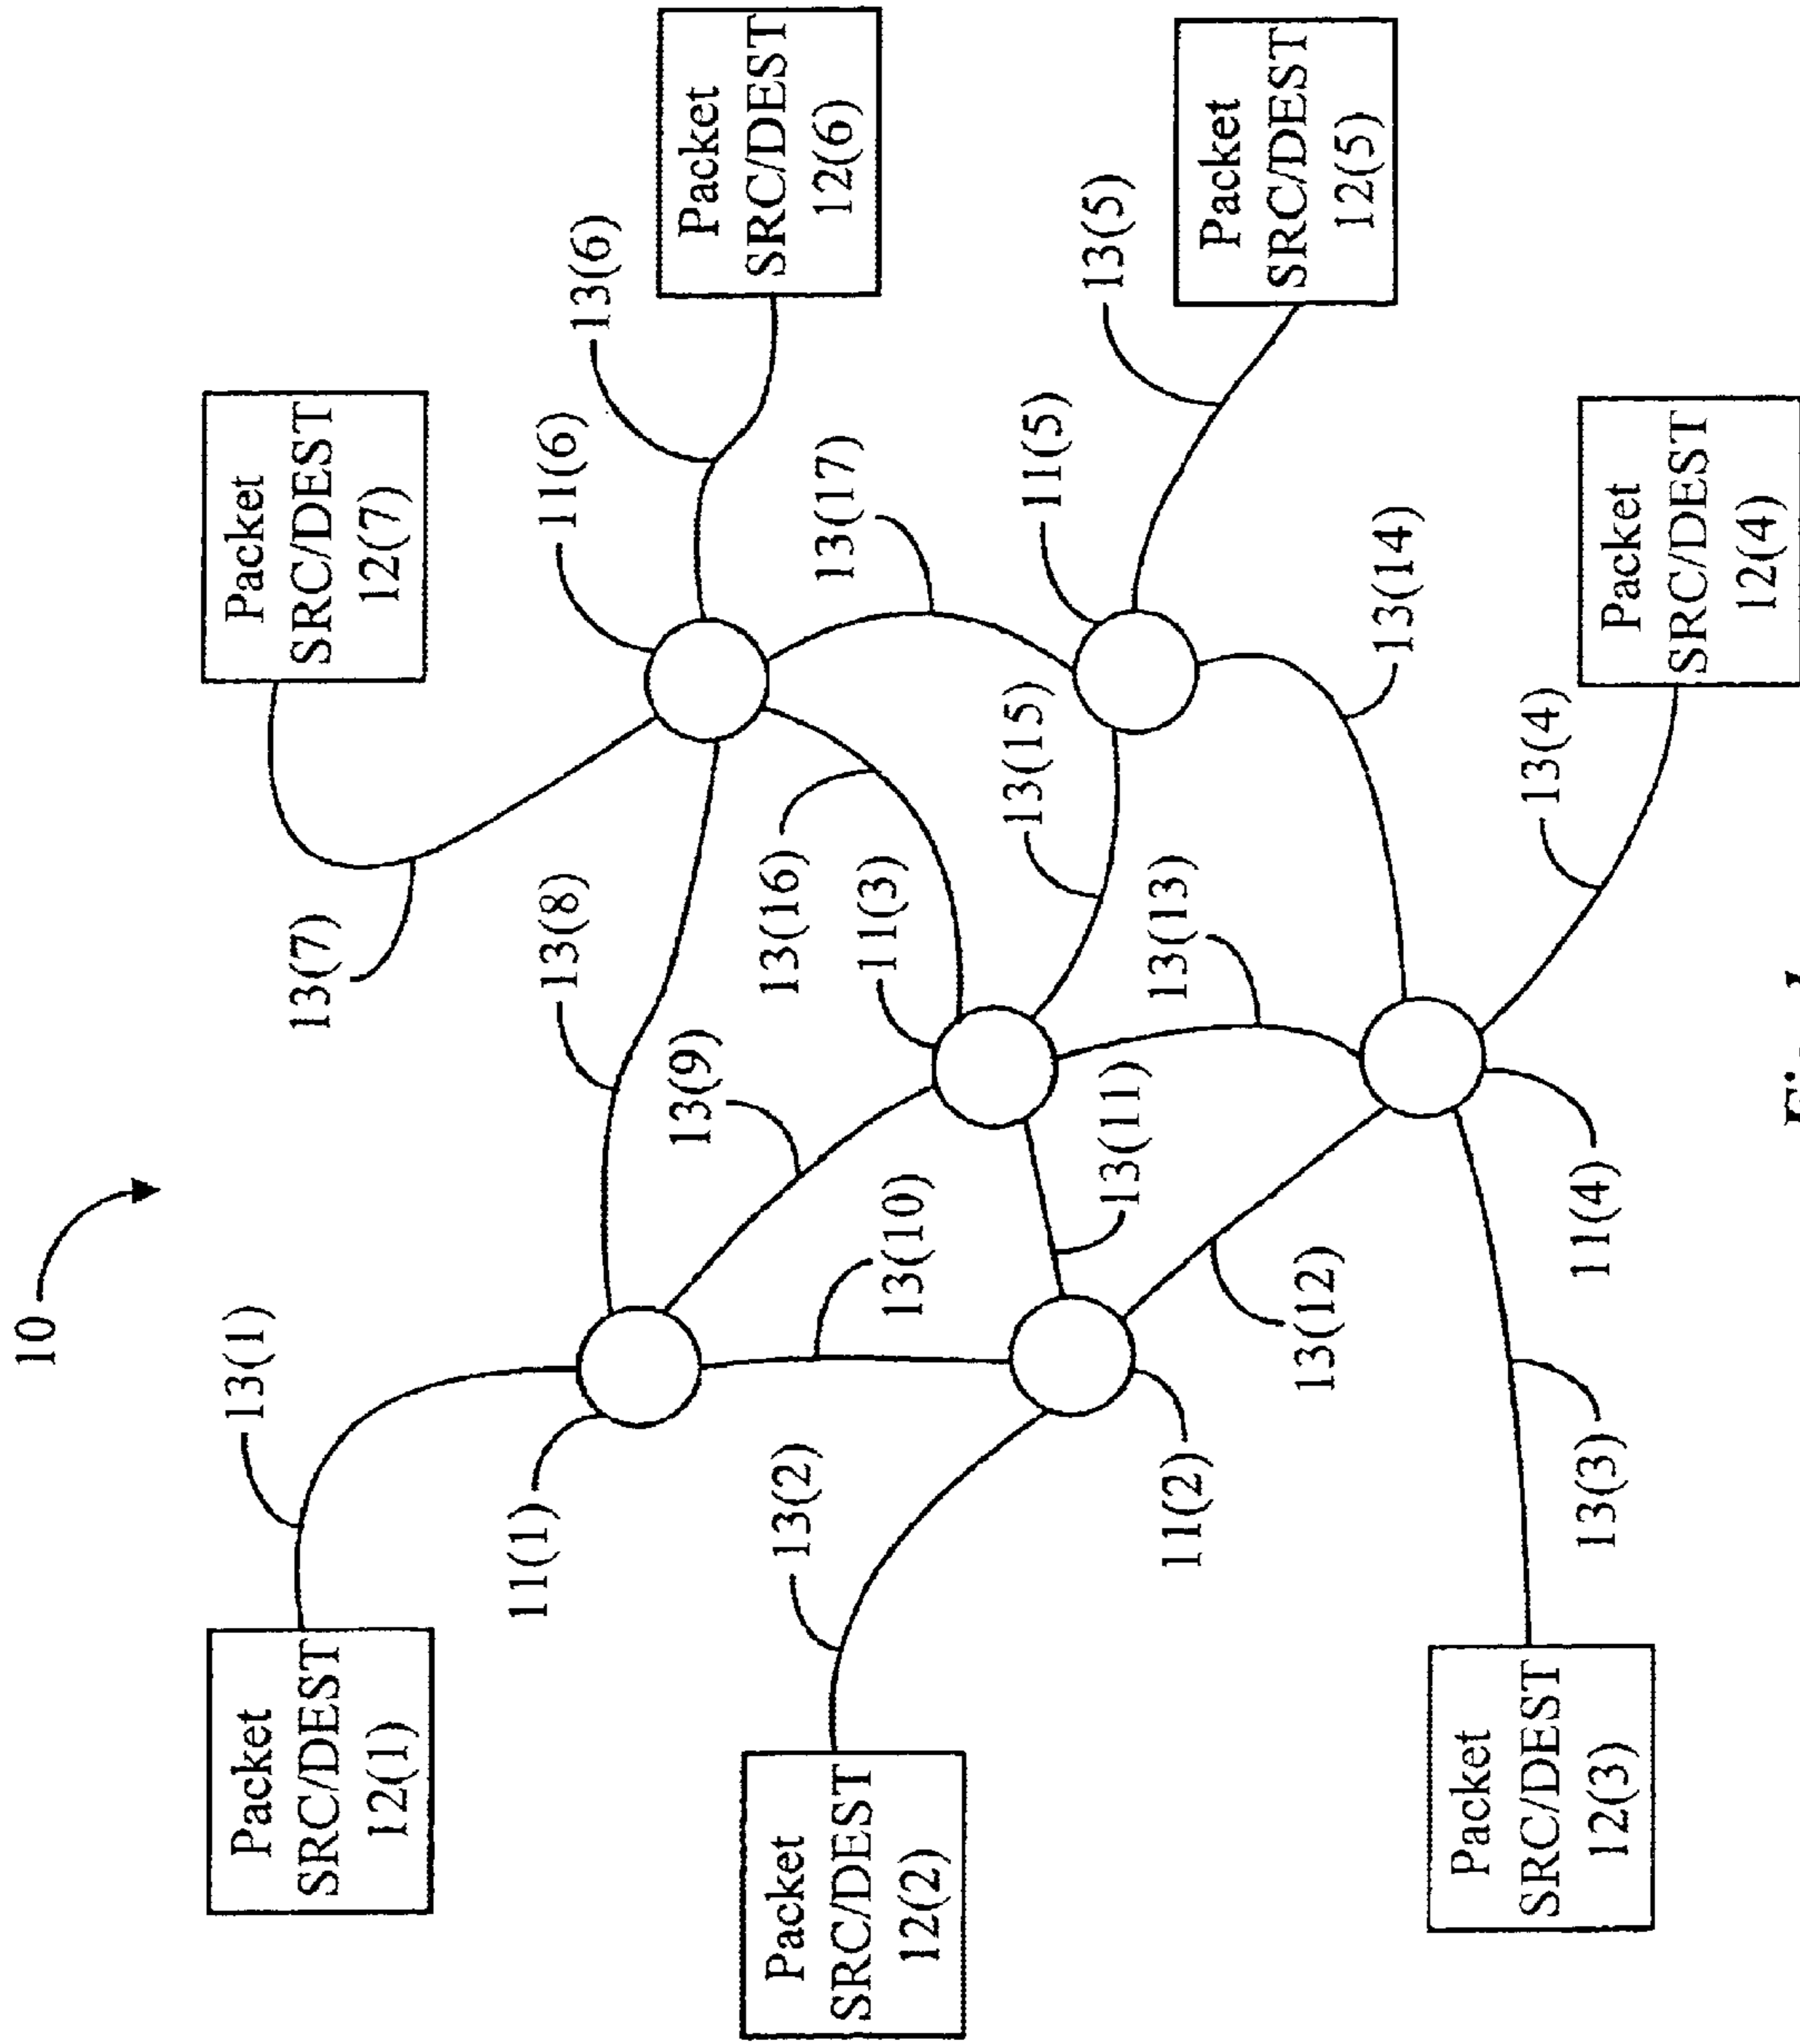 10
Packet
SRC/DEST
12(1)
13(1)
11(1)
Packet
SRC/DEST
12(2)
13(2)
11(2)
Packet
SRC/DEST
12(3)
13(3)
11(4)
13(12)
13(10)
13(11)
13(9)
13(8)
13(7)
Packet
SRC/DEST
12(7)
13(16)
11(3)
13(15)
13(13)
13(17)
11(6)
13(6)
Packet
SRC/DEST
12(6)
11(5)
13(5)
Packet
SRC/DEST
12(5)
13(14)
13(4)
Packet
SRC/DEST
12(4)